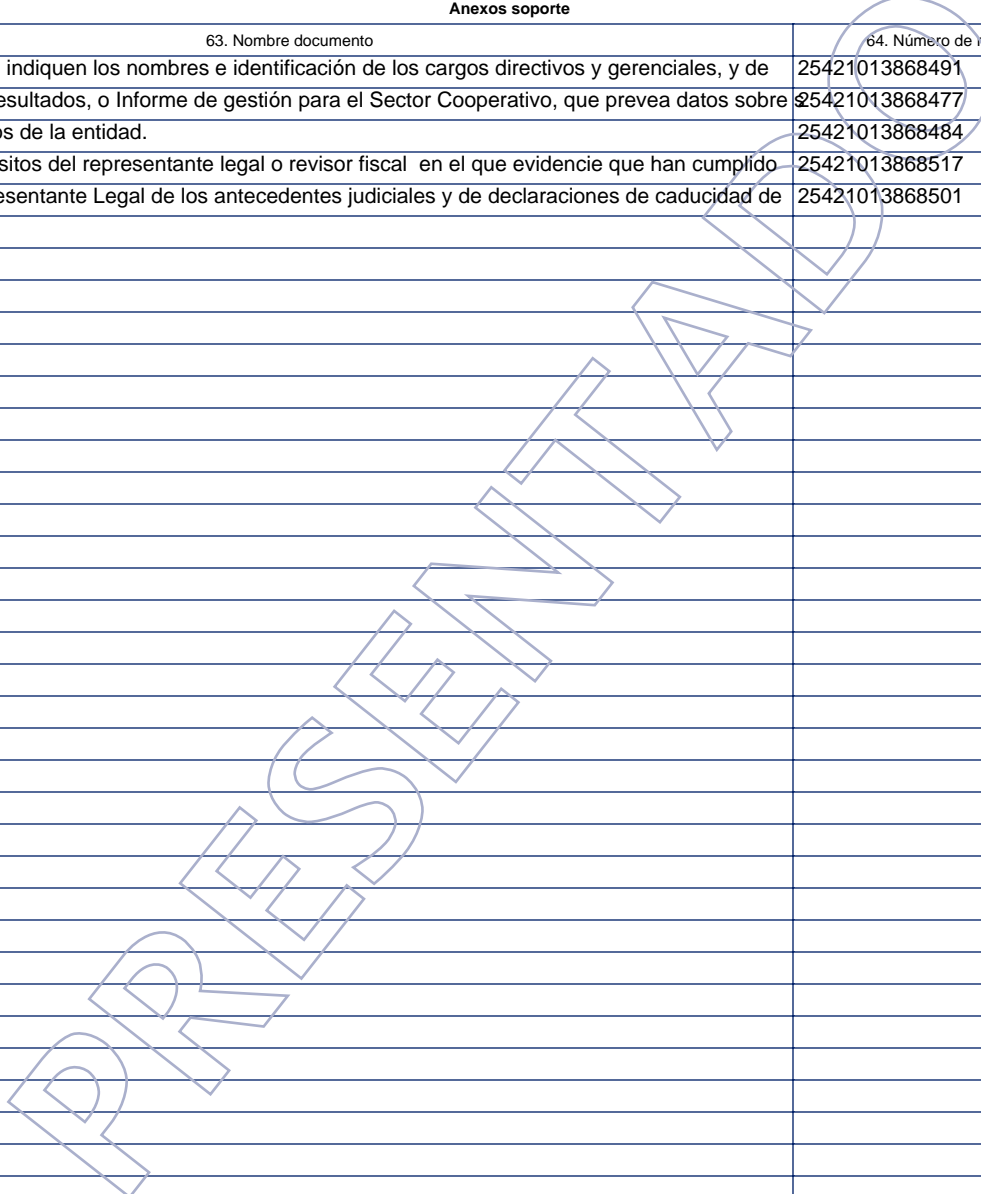 Anexos soporte
63. Nombre documento 64. Número de
indiquen los nombres e identificación de los cargos directivos y gerenciales, y de 25421013868491
esultados, o Informe de gestión para el Sector Cooperativo, que prevea datos sobre s 25421013868477
os de la entidad. 25421013868484
sitos del representante legal o revisor fiscal en el que evidencie que han cumplido 25421013868517
esentante Legal de los antecedentes judiciales y de declaraciones de caducidad de 25421013868501
PRESENTADO